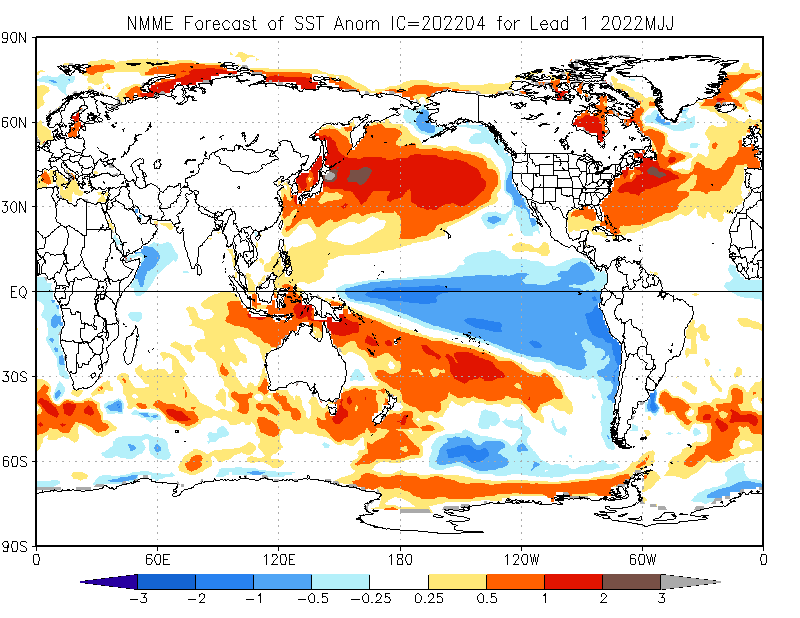 NMME Forecast of SST Anom IC=202204 for Lead 1 2022MJJ
90N
60N
30N
EQ
30S
60S
90S
0 60E 120E 180 120W 60W 0
-3 -2 -1 -0.5 -0.25 0.25 0.5 1 2 3